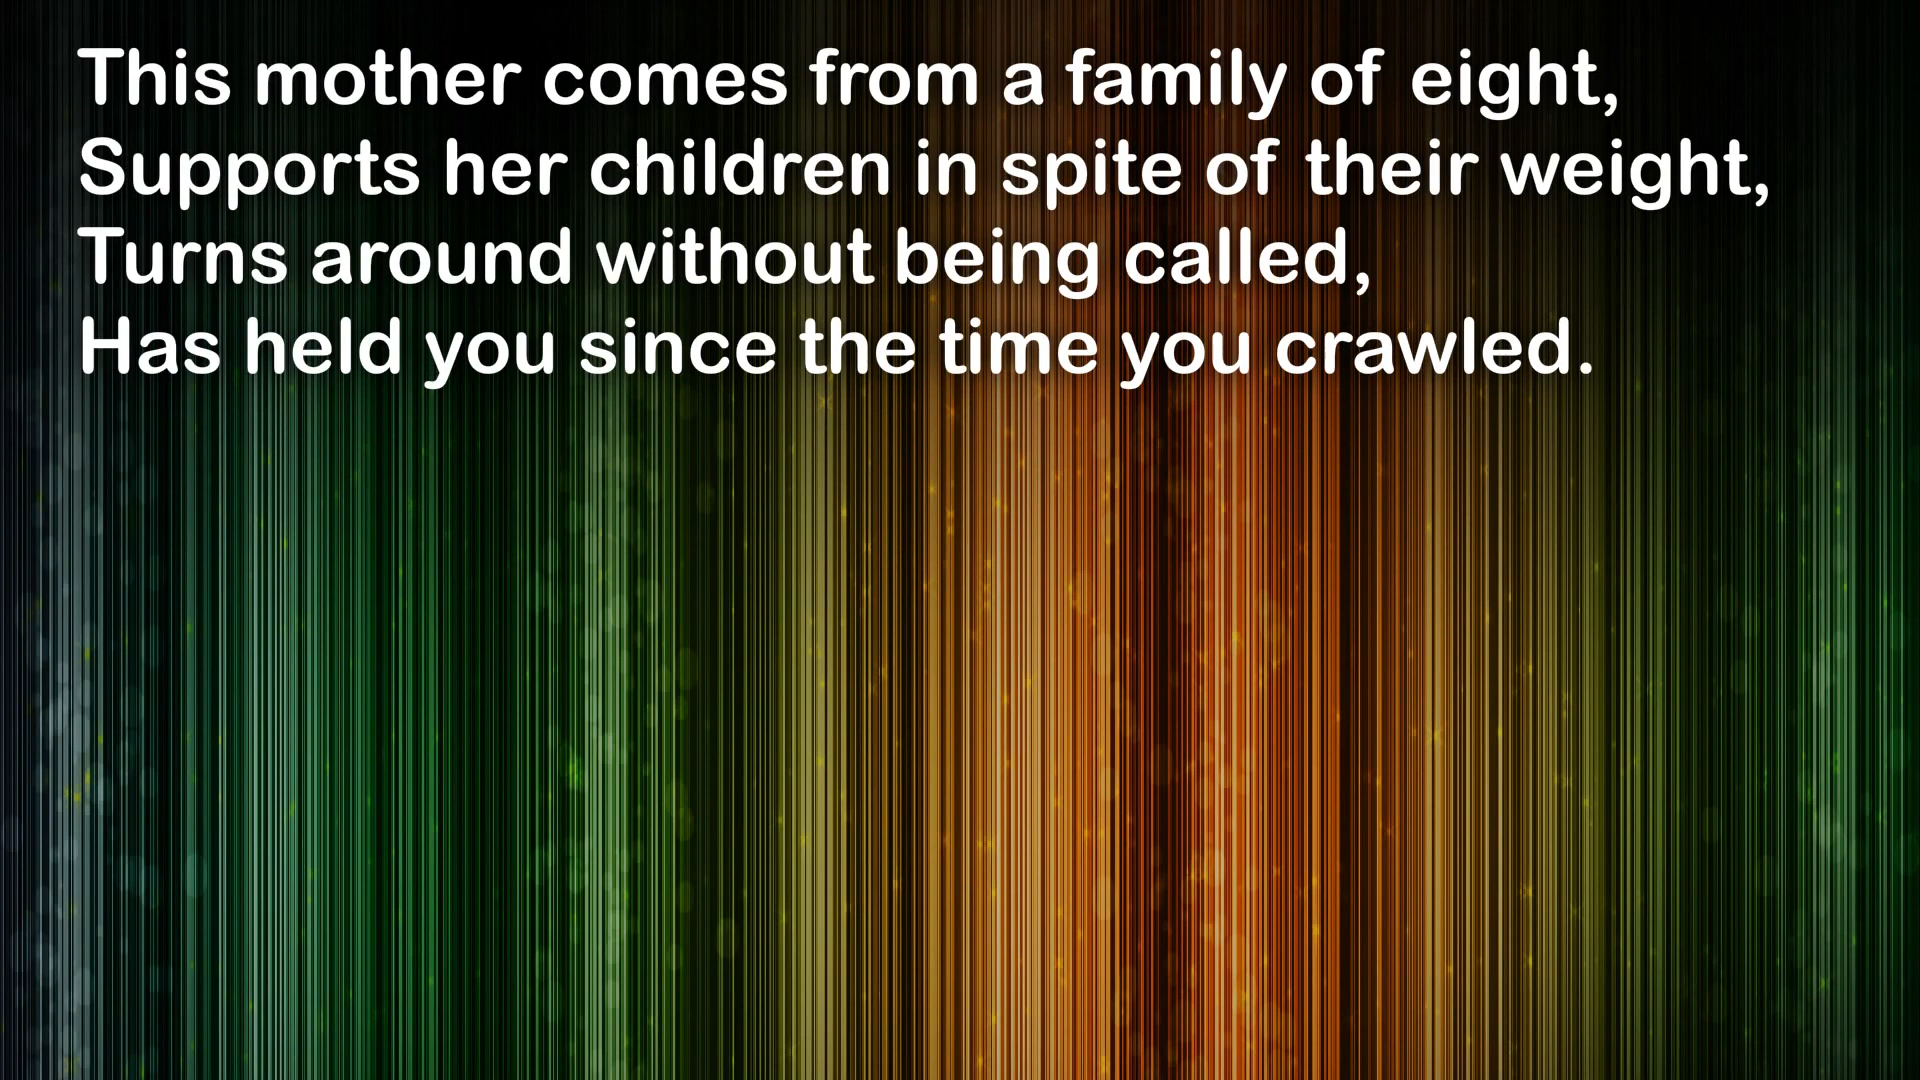 This mother comes from a family of eight,
Supports her children in spite of their weight,
Turns around without being called,
Has held you since the time you crawled.